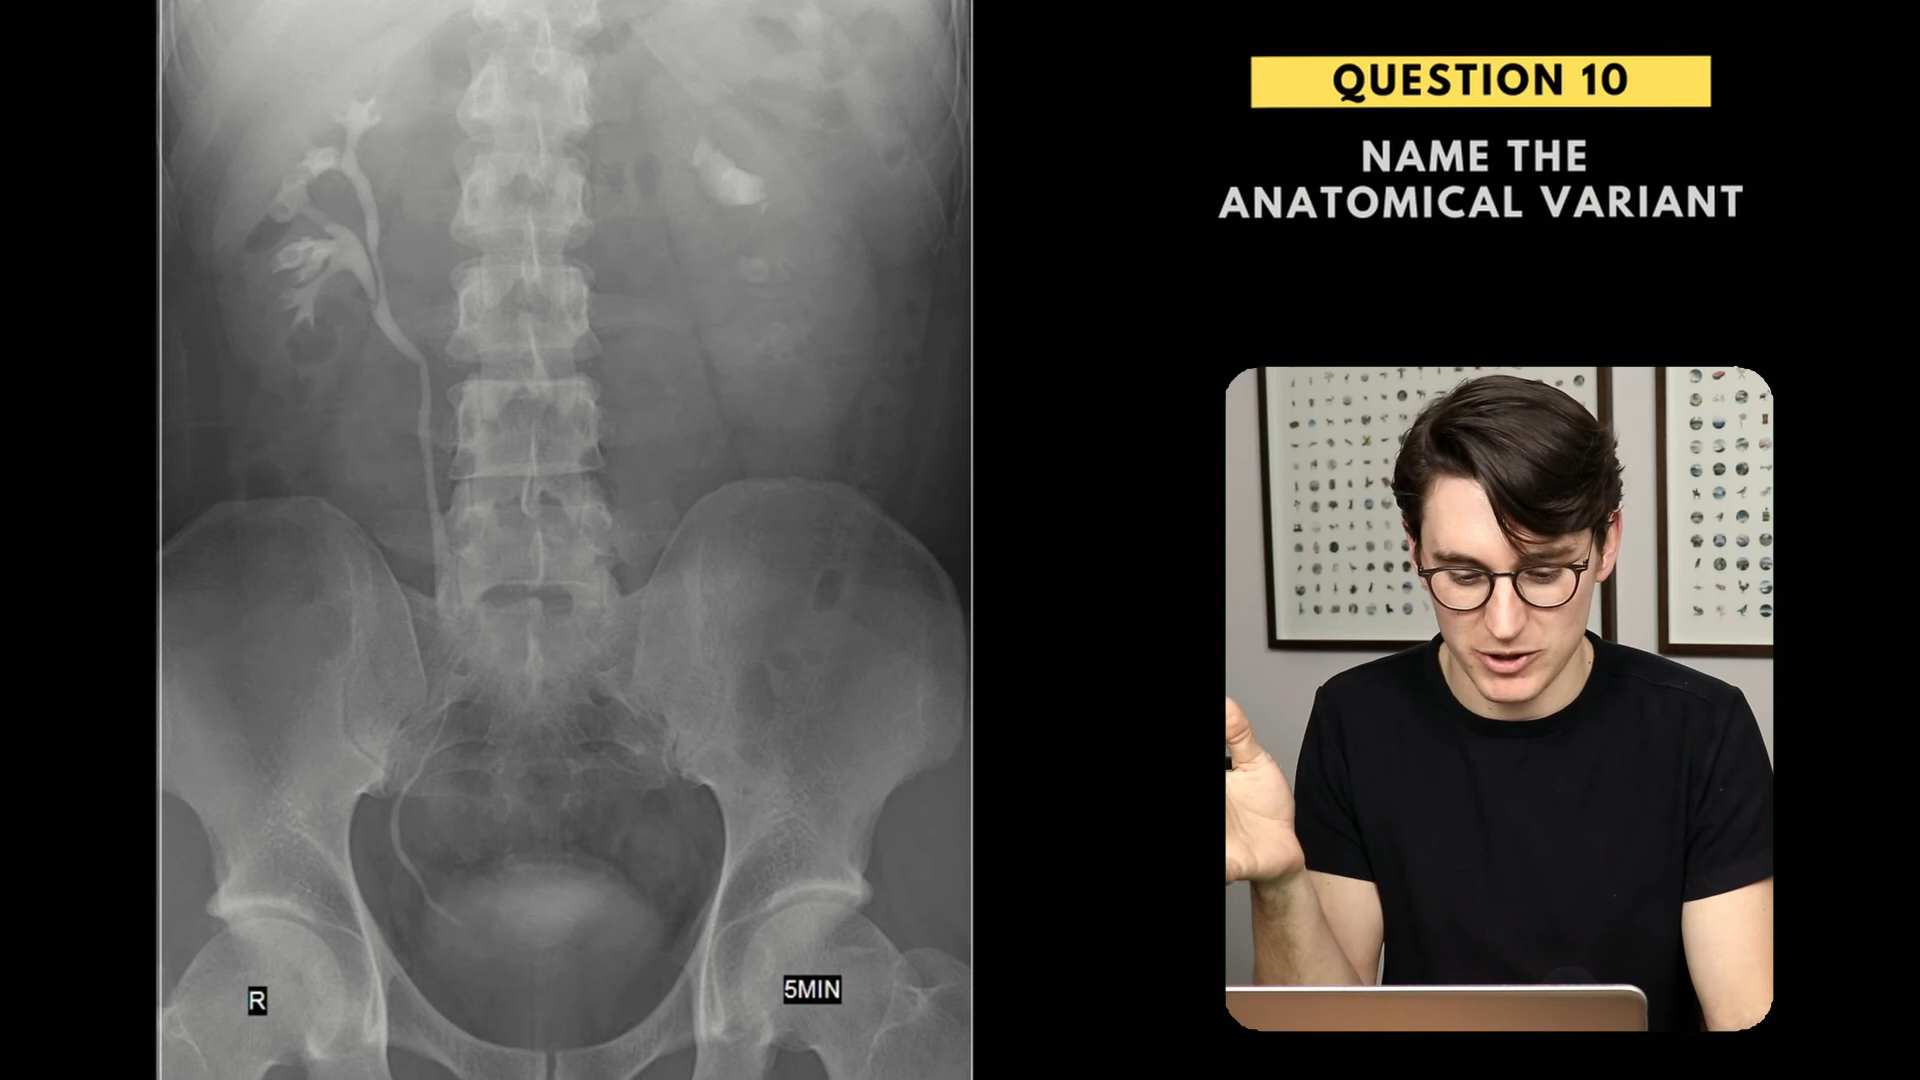 QUESTION 10
NAME THE
ANATOMICAL VARIANT
R
5MIN